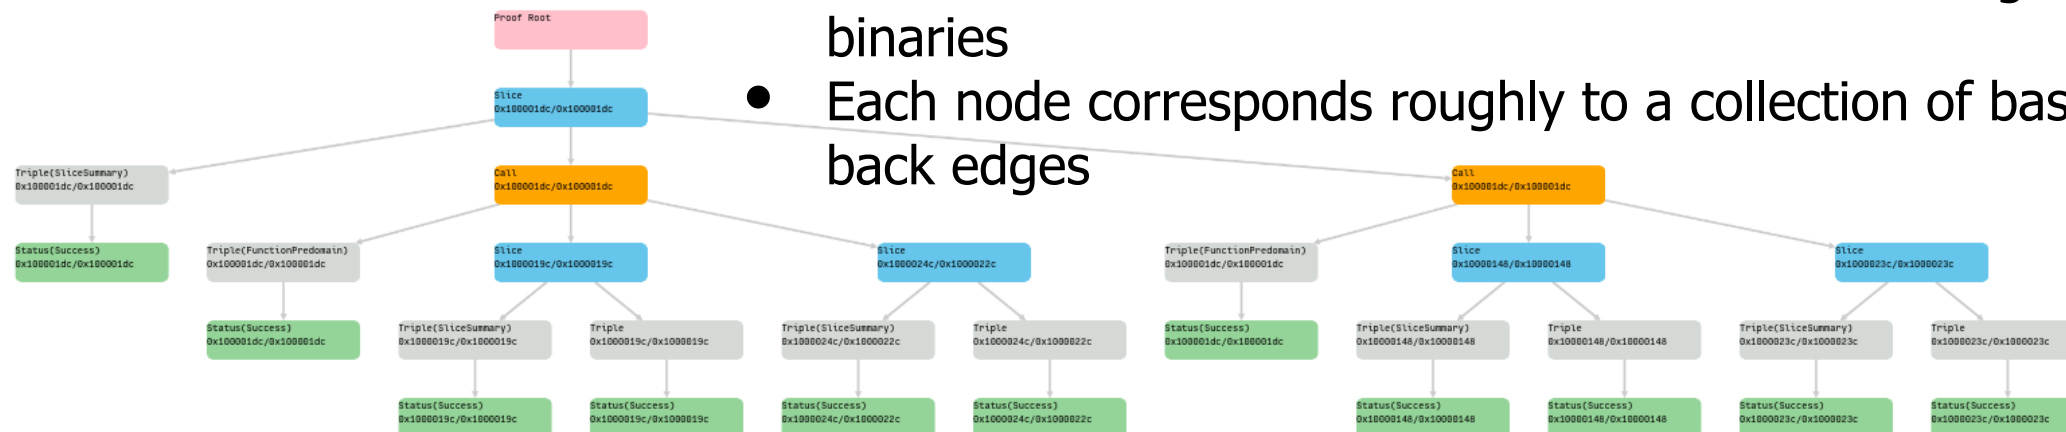 binaries
• Each node corresponds roughly to a collection of bas
back edges
Proof Root
Slice
0x100001dc/0x100001dc
Triple(SliceSummary)
0x100001dc/0x100001dc
Call
0x100001dc/0x100001dc
Call
0x100001dc/0x100001dc
Status(Success)
0x100001dc/0x100001dc
Triple(FunctionPredomain)
0x100001dc/0x100001dc
Slice
0x1000019c/0x1000019c
Slice
0x1000024c/0x1000022c
Triple(FunctionPredomain)
0x100001dc/0x100001dc
Slice
0x10000148/0x10000148
Slice
0x1000023c/0x1000023c
Status(Success)
0x100001dc/0x100001dc
Triple(SliceSummary)
0x1000019c/0x1000019c
Triple
0x1000019c/0x1000019c
Triple(SliceSummary)
0x1000024c/0x1000022c
Triple
0x1000024c/0x1000022c
Status(Success)
0x100001dc/0x100001dc
Triple(SliceSummary)
0x10000148/0x10000148
Triple
0x10000148/0x10000148
Triple(SliceSummary)
0x1000023c/0x1000023c
Triple
0x1000023c/0x1000023c
Status(Success)
0x1000019c/0x1000019c
Status(Success)
0x1000019c/0x1000019c
Status(Success)
0x1000024c/0x1000022c
Status(Success)
0x1000024c/0x1000022c
Status(Success)
0x10000148/0x10000148
Status(Success)
0x10000148/0x10000148
Status(Success)
0x1000023c/0x1000023c
Status(Success)
0x1000023c/0x1000023c